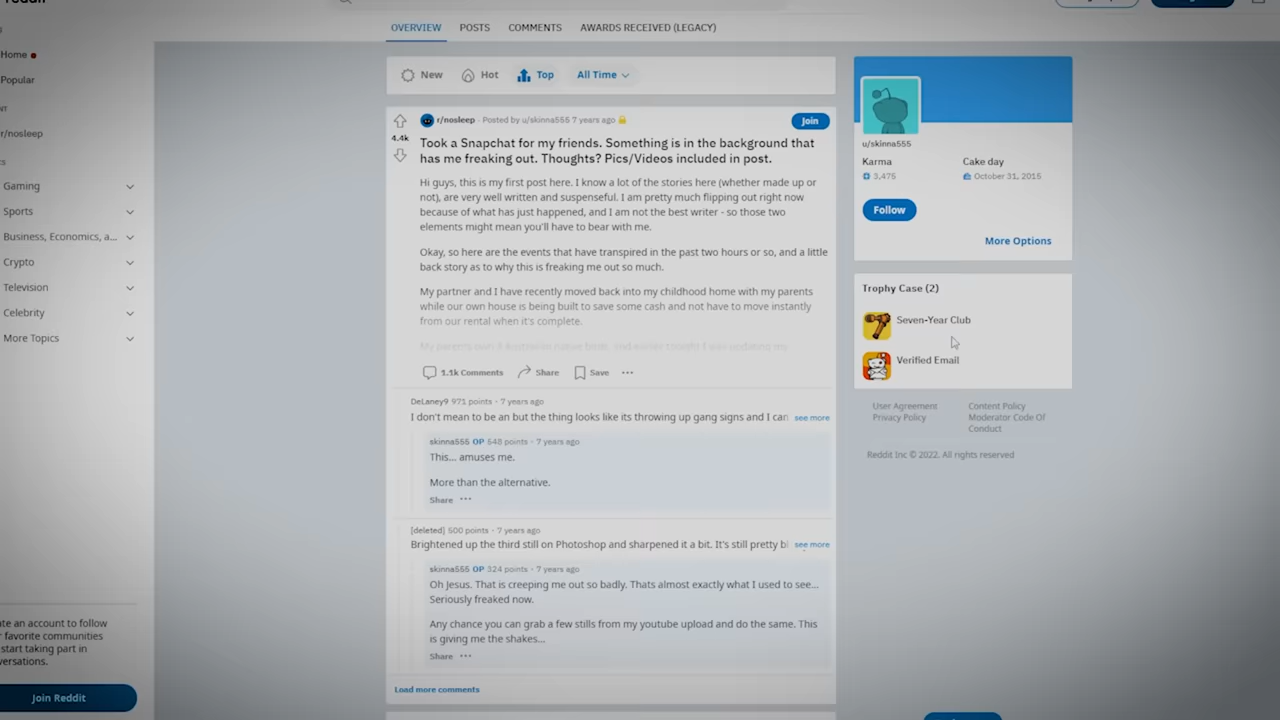 reddit
OVERVIEW
POSTS
COMMENTS
AWARDS RECEIVED (LEGACY)
Home
Popular
r/nosleep
Gaming
Sports
Business, Economics, a...
Crypto
Television
Celebrity
More Topics
ate an account to follow
favorite communities
start taking part in
versations.
Join Reddit
New
Hot
Top
All Time
4.4k
r/nosleep · Posted by u/skinna555 7 years ago
Join
Took a Snapchat for my friends. Something is in the background that
has me freaking out. Thoughts? Pics/Videos included in post.
Hi guys, this is my first post here. I know a lot of the stories here (whether made up or
not), are very well written and suspenseful. I am pretty much flipping out right now
because of what has just happened, and I am not the best writer - so those two
elements might mean you'll have to bear with me.
Okay, so here are the events that have transpired in the past two hours or so, and a little
back story as to why this is freaking me out so much.
My partner and I have recently moved back into my childhood home with my parents
while our own house is being built to save some cash and not have to move instantly
from our rental when it's complete.
1.1k Comments
Share
Save
DeLaney9 971 points · 7 years ago
I don't mean to be an but the thing looks like its throwing up gang signs and I can
see more
skinna555 OP 548 points · 7 years ago
This... amuses me.
More than the alternative.
Share
[deleted] 500 points · 7 years ago
Brightened up the third still on Photoshop and sharpened it a bit. It's still pretty bl
see more
skinna555 OP 324 points · 7 years ago
Oh Jesus. That is creeping me out so badly. Thats almost exactly what I used to see...
Seriously freaked now.
Any chance you can grab a few stills from my youtube upload and do the same. This
is giving me the shakes...
Share
Load more comments
u/skinna555
Karma
Cake day
3,475
October 31, 2015
Follow
More Options
Trophy Case (2)
Seven-Year Club
Verified Email
User Agreement
Privacy Policy
Content Policy
Moderator Code Of
Conduct
Reddit Inc © 2022. All rights reserved